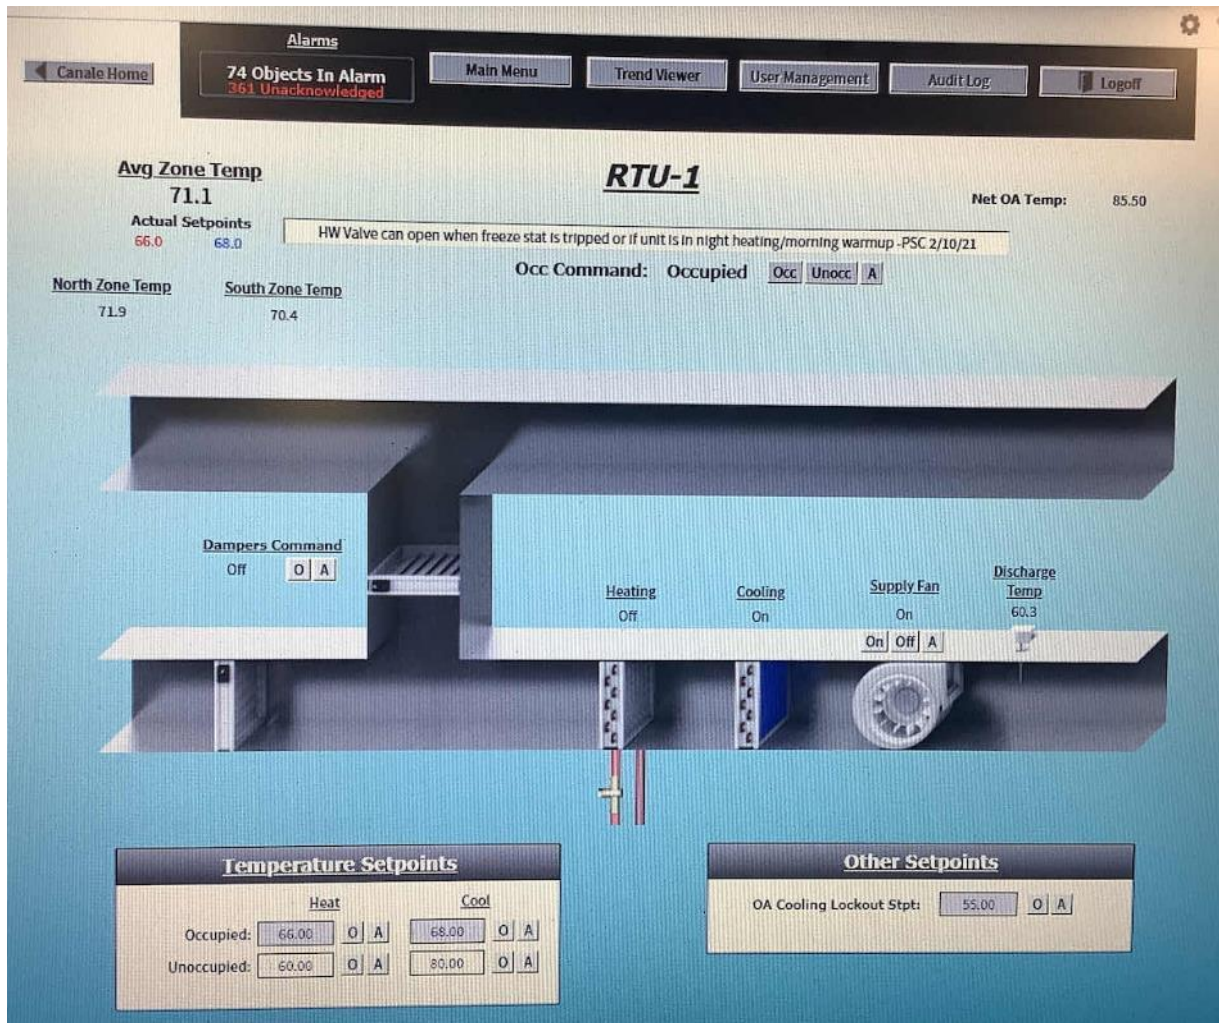 Alarms
Canale Home
74 Objects In Alarm
361 Unacknowledged
Main Menu
Trend Viewer
User Management
Audit Log
Logoff
Avg Zone Temp
71.1
Actual Setpoints
66.0 68.0
RTU-1
Net OA Temp: 85.50
HW Valve can open when freeze stat is tripped or if unit is in night heating/morning warmup -PSC 2/10/21
Occ Command: Occupied Occ Unocc A
North Zone Temp South Zone Temp
71.9 70.4
Dampers Command
Off O A
Heating
Off
Cooling
On
Supply Fan
On
On Off A
Discharge
Temp
60.3
Temperature Setpoints
Heat Cool
Occupied: 66.00 O A 68.00 O A
Unoccupied: 60.00 O A 80.00 O A
Other Setpoints
OA Cooling Lockout Stpt: 55.00 O A